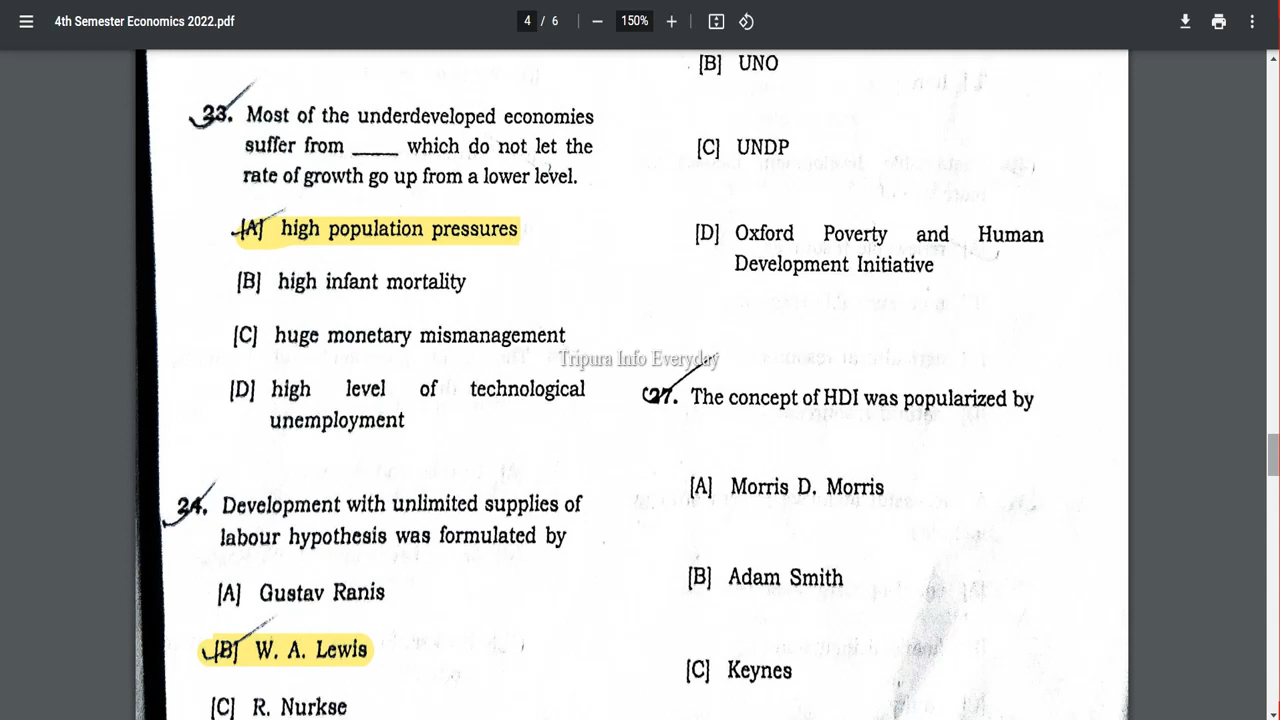 4th Semester Economics 2022.pdf
4 / 6
150%
23. Most of the underdeveloped economies
suffer from ____ which do not let the
rate of growth go up from a lower level.
[A] high population pressures
[B] high infant mortality
[C] huge monetary mismanagement
[D] high level of technological
unemployment
24. Development with unlimited supplies of
labour hypothesis was formulated by
[A] Gustav Ranis
[B] W. A. Lewis
[C] R. Nurkse
[B] UNO
[C] UNDP
[D] Oxford Poverty and Human
Development Initiative
Tripura Info Everyday
27. The concept of HDI was popularized by
[A] Morris D. Morris
[B] Adam Smith
[C] Keynes